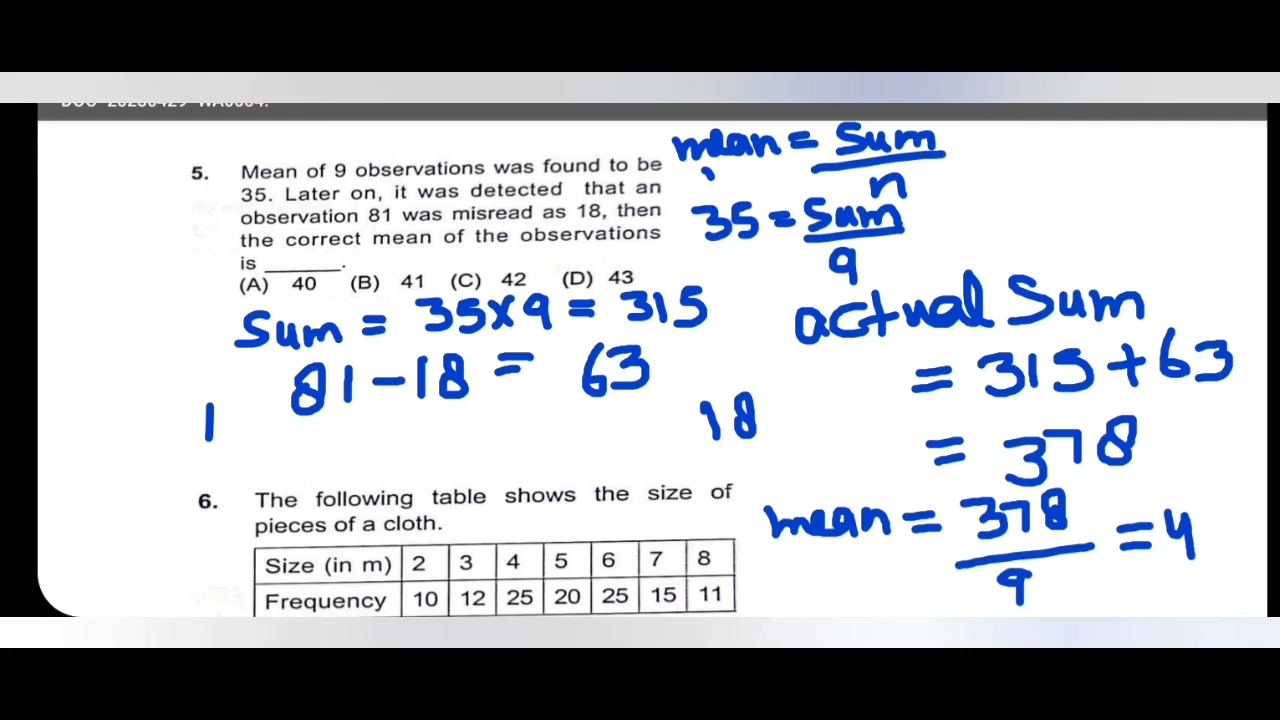 5. Mean of 9 observations was found to be
35. Later on, it was detected that an
observation 81 was misread as 18, then
the correct mean of the observations
is ______.
(A) 40 (B) 41 (C) 42 (D) 43
mean = Sum
n
35 = Sum
9
Sum = 35×9 = 315
81-18 = 63
1 18
actual Sum
= 315+63
= 378
mean = 378
9
= 4
6. The following table shows the size of
pieces of a cloth.
Size (in m) 2 3 4 5 6 7 8
Frequency 10 12 25 20 25 15 11